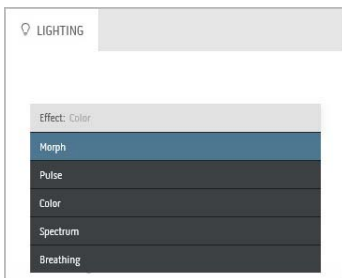 LIGHTING
Effect: Color
Morph
Pulse
Color
Spectrum
Breathing